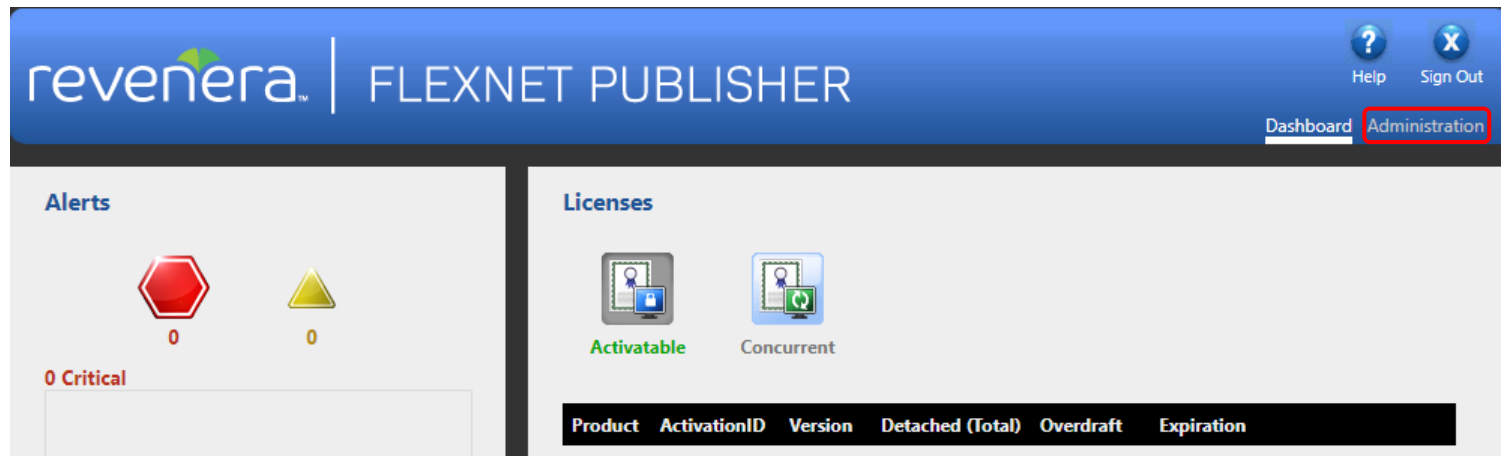 revenera™ FLEXNET PUBLISHER
? X
Help Sign Out
Dashboard Administration
Alerts
0 0
0 Critical
Licenses
Activatable Concurrent
Product ActivationID Version Detached (Total) Overdraft Expiration